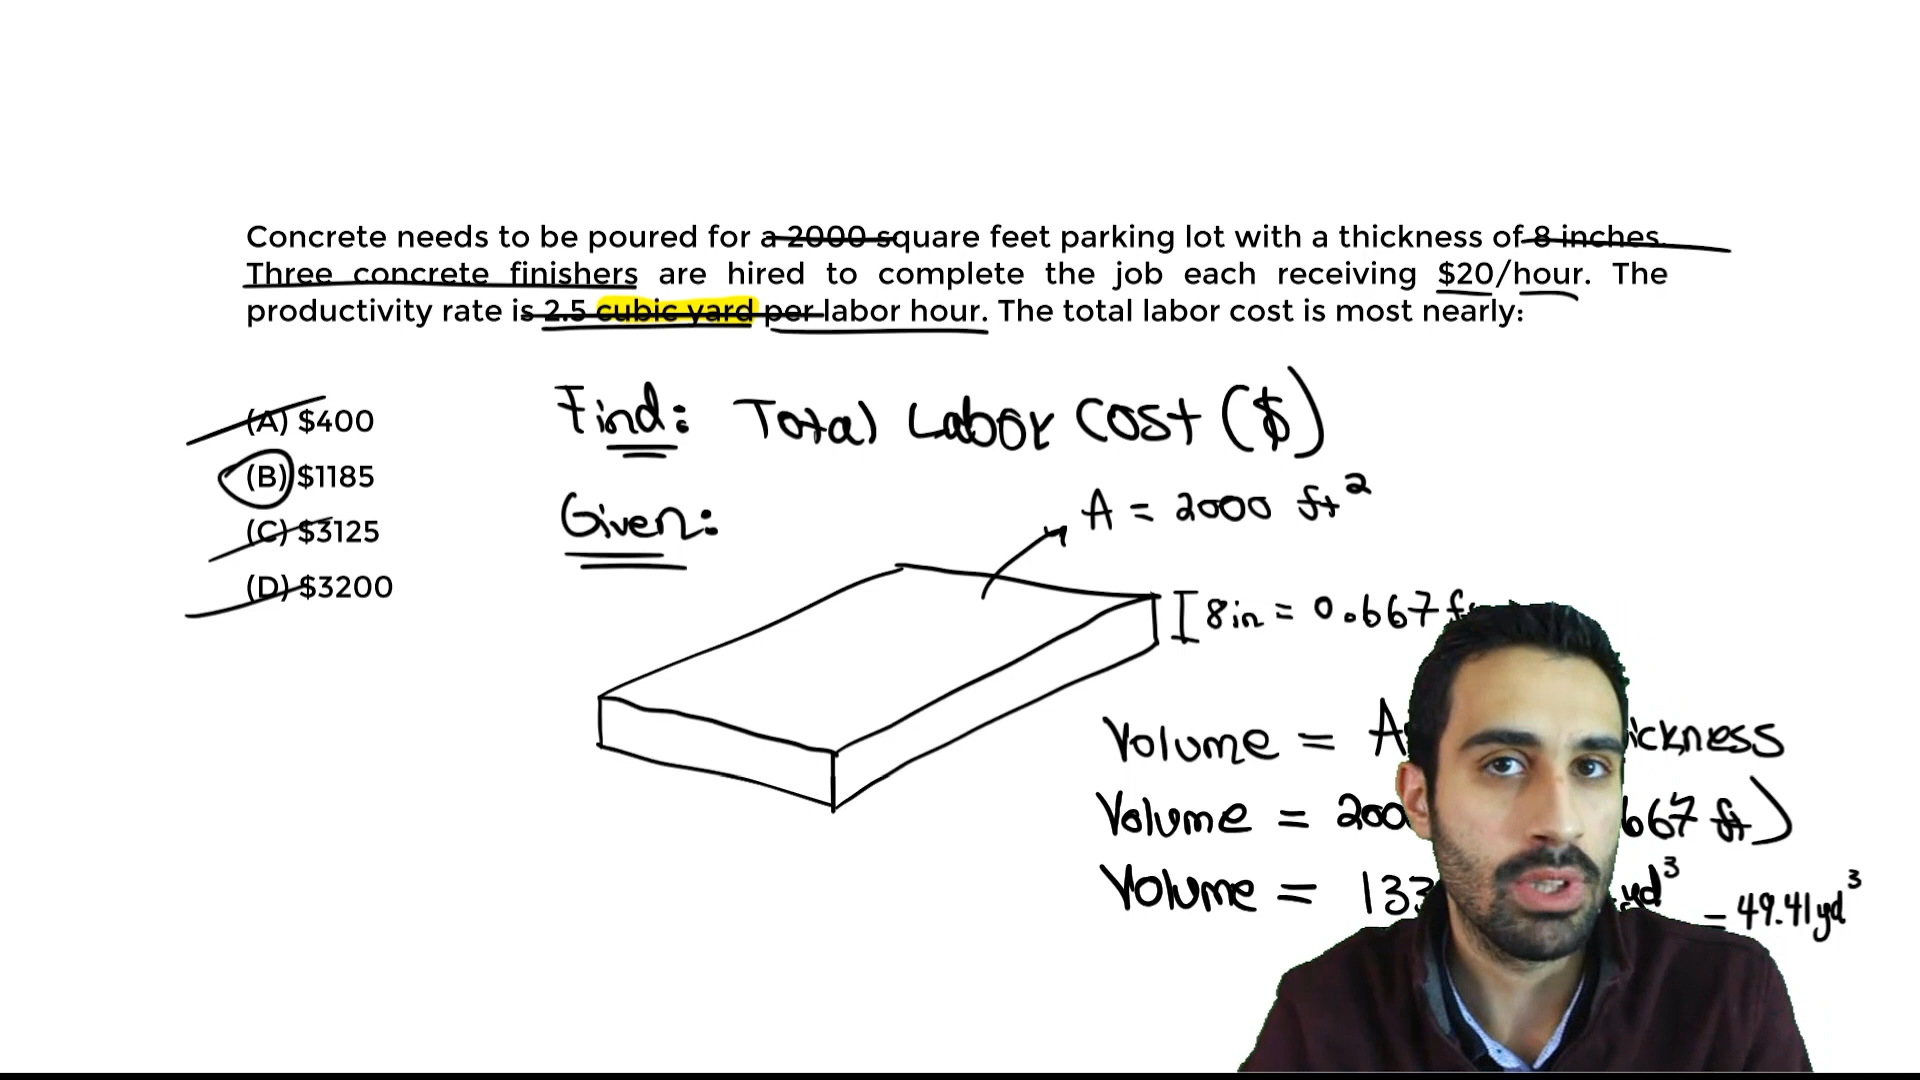 Concrete needs to be poured for a 2000 square feet parking lot with a thickness of 8 inches.
Three concrete finishers are hired to complete the job each receiving $20/hour. The
productivity rate is 2.5 cubic yard per labor hour. The total labor cost is most nearly:
(A) $400
(B) $1185
(C) $3125
(D) $3200
Find: Total Labor Cost ($)
Given:
A = 2000 ft²
8in = 0.667
Volume =
Volume = 667 ft)
Volume = yd³ = 49.41yd³